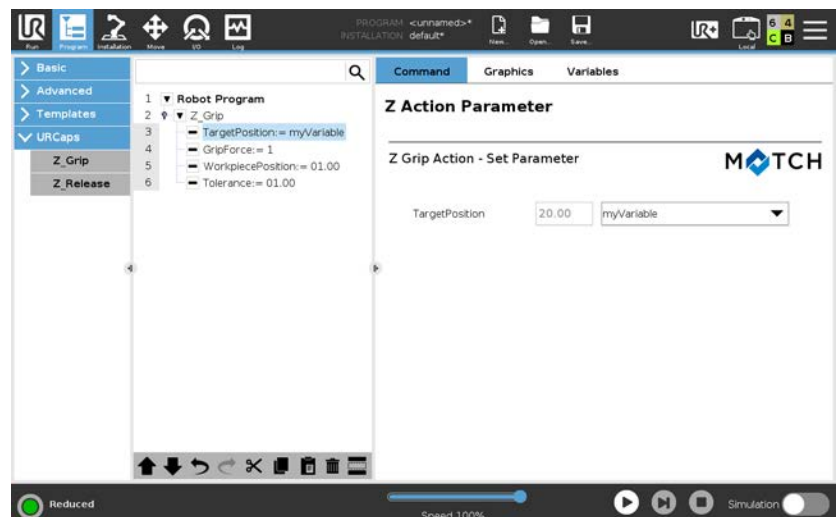 PROGRAM <unnamed>*
INSTALLATION default*
Run
Program
Installation
Move
I/O
Log
New...
Open...
Save...
UR+
Local
6 4
C B
Basic
Advanced
Templates
URCaps
Z_Grip
Z_Release
1 Robot Program
2 Z_Grip
3 TargetPosition:= myVariable
4 GripForce:= 1
5 WorkpiecePosition:= 01.00
6 Tolerance:= 01.00
Command Graphics Variables
Z Action Parameter
Z Grip Action - Set Parameter
MATCH
TargetPosition 20.00 myVariable
Reduced
Speed 100%
Simulation